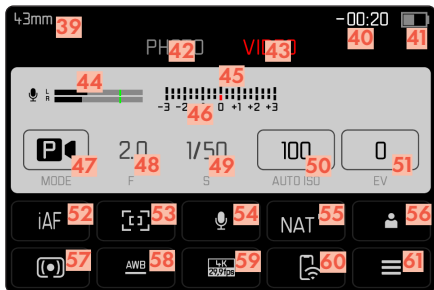 43mm 39 -00:20 40 41
PHOTO 42 VIDEO 43
44 45
L
R
-3 -2 46 0 +1 +2 +3
P 47 2.0 48 1/50 49 100 50 0 51
MODE F S AUTO ISO EV
iAF 52 53 54 NAT 55 56
57 AWB 58 4K 59 60 61
29,97fps